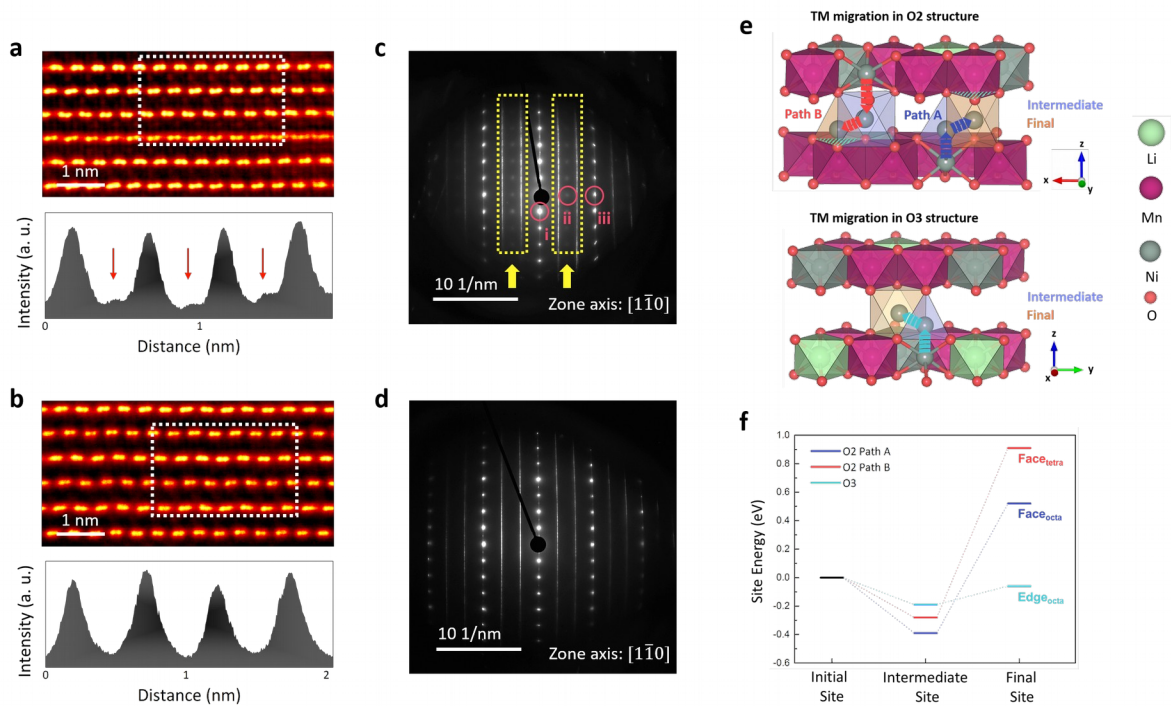 a
1 nm
Intensity (a. u.)
0
1
Distance (nm)
b
1 nm
Intensity (a. u.)
0
1
2
Distance (nm)
c
i
ii
iii
10 1/nm
Zone axis: [11̅0]
d
10 1/nm
Zone axis: [11̅0]
e
TM migration in O2 structure
Path B
Path A
Intermediate
Final
z
x
y
TM migration in O3 structure
Intermediate
Final
z
x
y
Li
Mn
Ni
O
f
O2 Path A
O2 Path B
O3
Site Energy (eV)
1.0
0.8
0.6
0.4
0.2
0.0
-0.2
-0.4
-0.6
Face_tetra
Face_octa
Edge_octa
Initial Site
Intermediate Site
Final Site